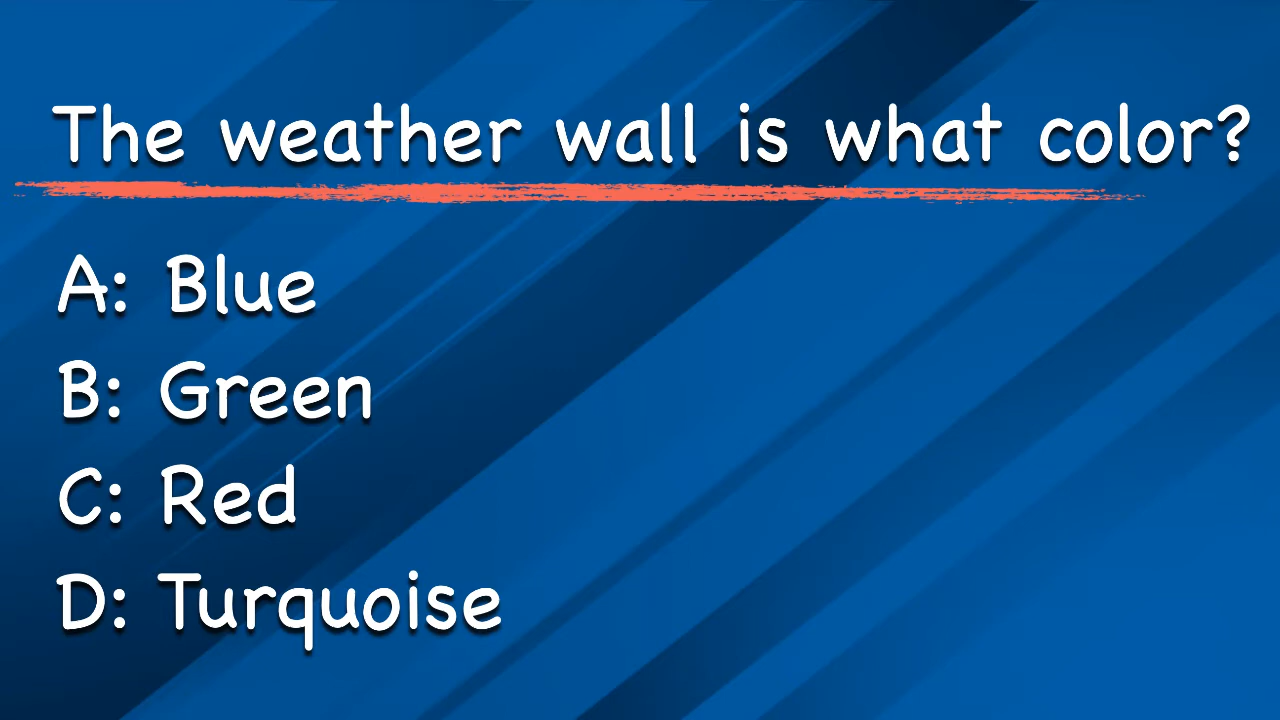 The weather wall is what color?
A: Blue
B: Green
C: Red
D: Turquoise